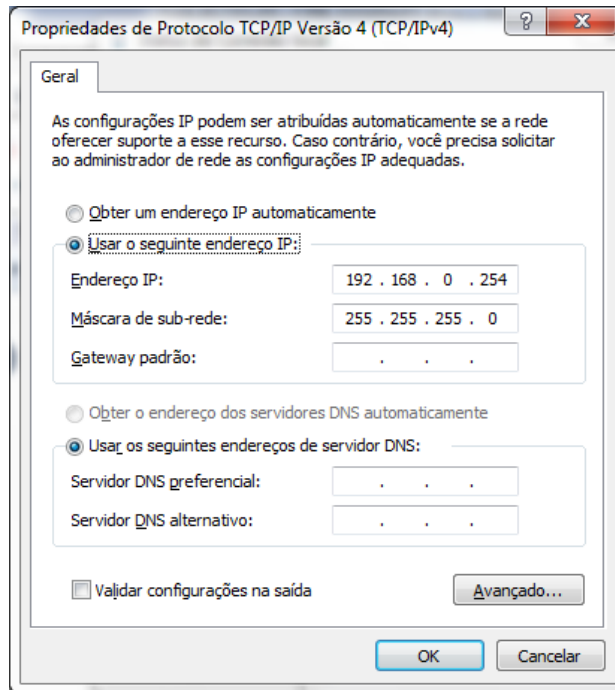 Propriedades de Protocolo TCP/IP Versão 4 (TCP/IPv4)
Geral
As configurações IP podem ser atribuídas automaticamente se a rede
oferecer suporte a esse recurso. Caso contrário, você precisa solicitar
ao administrador de rede as configurações IP adequadas.
Obter um endereço IP automaticamente
Usar o seguinte endereço IP:
Endereço IP: 192 . 168 . 0 . 254
Máscara de sub-rede: 255 . 255 . 255 . 0
Gateway padrão: . . .
Obter o endereço dos servidores DNS automaticamente
Usar os seguintes endereços de servidor DNS:
Servidor DNS preferencial: . . .
Servidor DNS alternativo: . . .
Validar configurações na saída
Avançado...
OK Cancelar